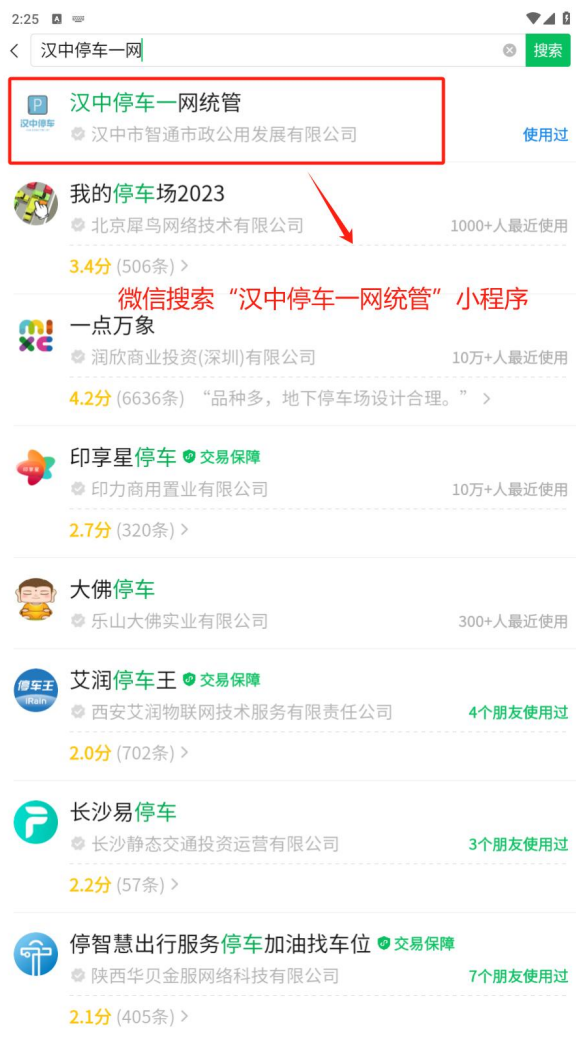 2:25
A
汉中停车一网
搜索
P
汉中停车
汉中停车一网统管
汉中市智通市政公用发展有限公司
使用过
我的停车场2023
北京犀鸟网络技术有限公司
1000+人最近使用
3.4分 (506条)
微信搜索“汉中停车一网统管”小程序
mixc
一点万象
润欣商业投资(深圳)有限公司
10万+人最近使用
4.2分 (6636条) “品种多，地下停车场设计合理。”
印享星
印享星停车 交易保障
印力商用置业有限公司
10万+人最近使用
2.7分 (320条)
大佛停车
乐山大佛实业有限公司
300+人最近使用
停车王
iRain
艾润停车王 交易保障
西安艾润物联网技术服务有限责任公司
4个朋友使用过
2.0分 (702条)
长沙易停车
长沙静态交通投资运营有限公司
3个朋友使用过
2.2分 (57条)
停智慧出行服务停车加油找车位 交易保障
陕西华贝金服网络科技有限公司
7个朋友使用过
2.1分 (405条)